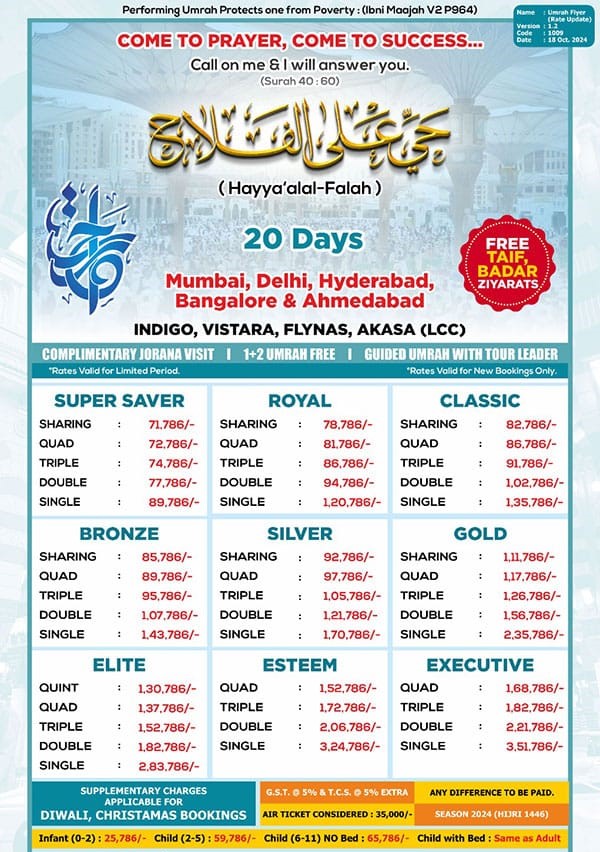 Performing Umrah Protects one from Poverty : (Ibni Maajah V2 P964)
Name : Umrah Flyer
(Rate Update)
Version : 1.2
Code : 1009
Date : 18 Oct. 2024
COME TO PRAYER, COME TO SUCCESS...
Call on me & I will answer you.
(Surah 40 : 60)
حَيَّ عَلَى الفَلَاح
( Hayya'alal-Falah )
20 Days
Mumbai, Delhi, Hyderabad,
Bangalore & Ahmedabad
FREE
TAIF,
BADAR
ZIYARATS
INDIGO, VISTARA, FLYNAS, AKASA (LCC)
COMPLIMENTARY JORANA VISIT I 1+2 UMRAH FREE I GUIDED UMRAH WITH TOUR LEADER
*Rates Valid for Limited Period. *Rates Valid for New Bookings Only.
SUPER SAVER
SHARING : 71,786/-
QUAD : 72,786/-
TRIPLE : 74,786/-
DOUBLE : 77,786/-
SINGLE : 89,786/-
ROYAL
SHARING : 78,786/-
QUAD : 81,786/-
TRIPLE : 86,786/-
DOUBLE : 94,786/-
SINGLE : 1,20,786/-
CLASSIC
SHARING : 82,786/-
QUAD : 86,786/-
TRIPLE : 91,786/-
DOUBLE : 1,02,786/-
SINGLE : 1,35,786/-
BRONZE
SHARING : 85,786/-
QUAD : 89,786/-
TRIPLE : 95,786/-
DOUBLE : 1,07,786/-
SINGLE : 1,43,786/-
SILVER
SHARING : 92,786/-
QUAD : 97,786/-
TRIPLE : 1,05,786/-
DOUBLE : 1,21,786/-
SINGLE : 1,70,786/-
GOLD
SHARING : 1,11,786/-
QUAD : 1,17,786/-
TRIPLE : 1,26,786/-
DOUBLE : 1,56,786/-
SINGLE : 2,35,786/-
ELITE
QUINT : 1,30,786/-
QUAD : 1,37,786/-
TRIPLE : 1,52,786/-
DOUBLE : 1,82,786/-
SINGLE : 2,83,786/-
ESTEEM
QUAD : 1,52,786/-
TRIPLE : 1,72,786/-
DOUBLE : 2,06,786/-
SINGLE : 3,24,786/-
EXECUTIVE
QUAD : 1,68,786/-
TRIPLE : 1,82,786/-
DOUBLE : 2,21,786/-
SINGLE : 3,51,786/-
SUPPLEMENTARY CHARGES
APPLICABLE FOR
DIWALI, CHRISTAMAS BOOKINGS
G.S.T. @ 5% & T.C.S. @ 5% EXTRA
ANY DIFFERENCE TO BE PAID.
AIR TICKET CONSIDERED : 35,000/-
SEASON 2024 (HIJRI 1446)
Infant (0-2) : 25,786/- Child (2-5) : 59,786/- Child (6-11) NO Bed : 65,786/- Child with Bed : Same as Adult